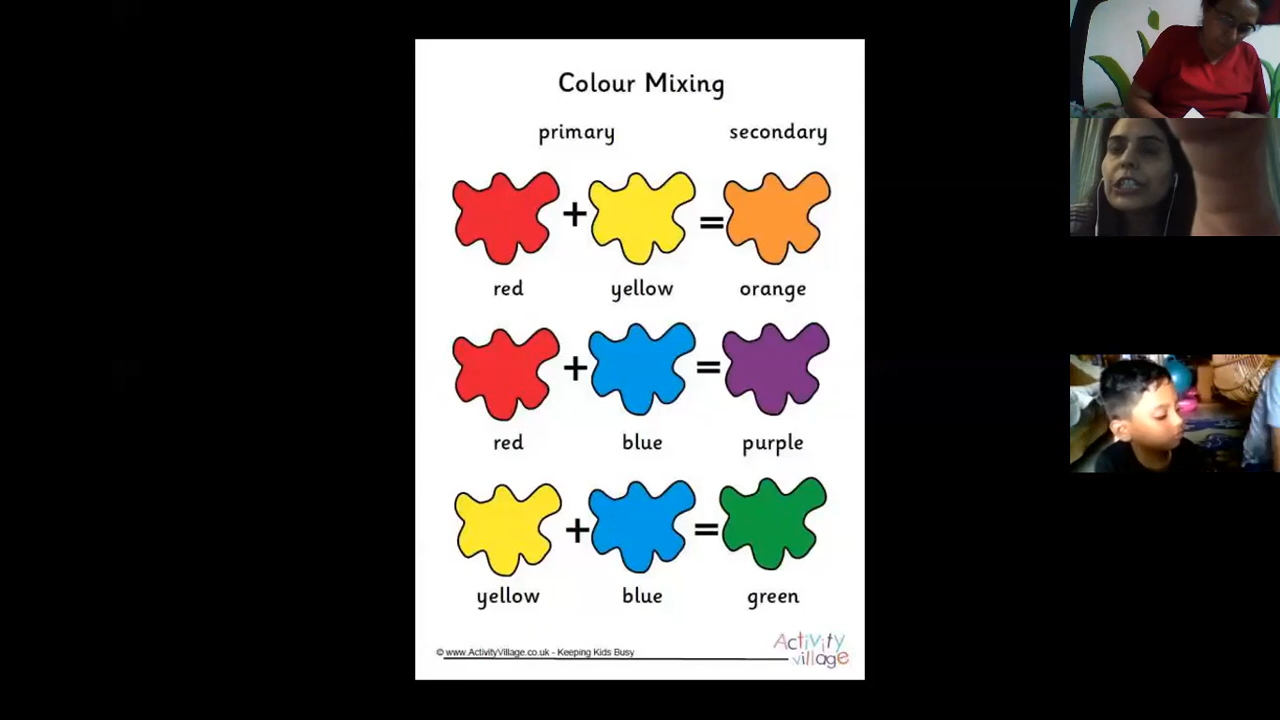 Colour Mixing
primary secondary
+ =
red yellow orange
+ =
red blue purple
+ =
yellow blue green
© www.ActivityVillage.co.uk - Keeping Kids Busy
Activity
village